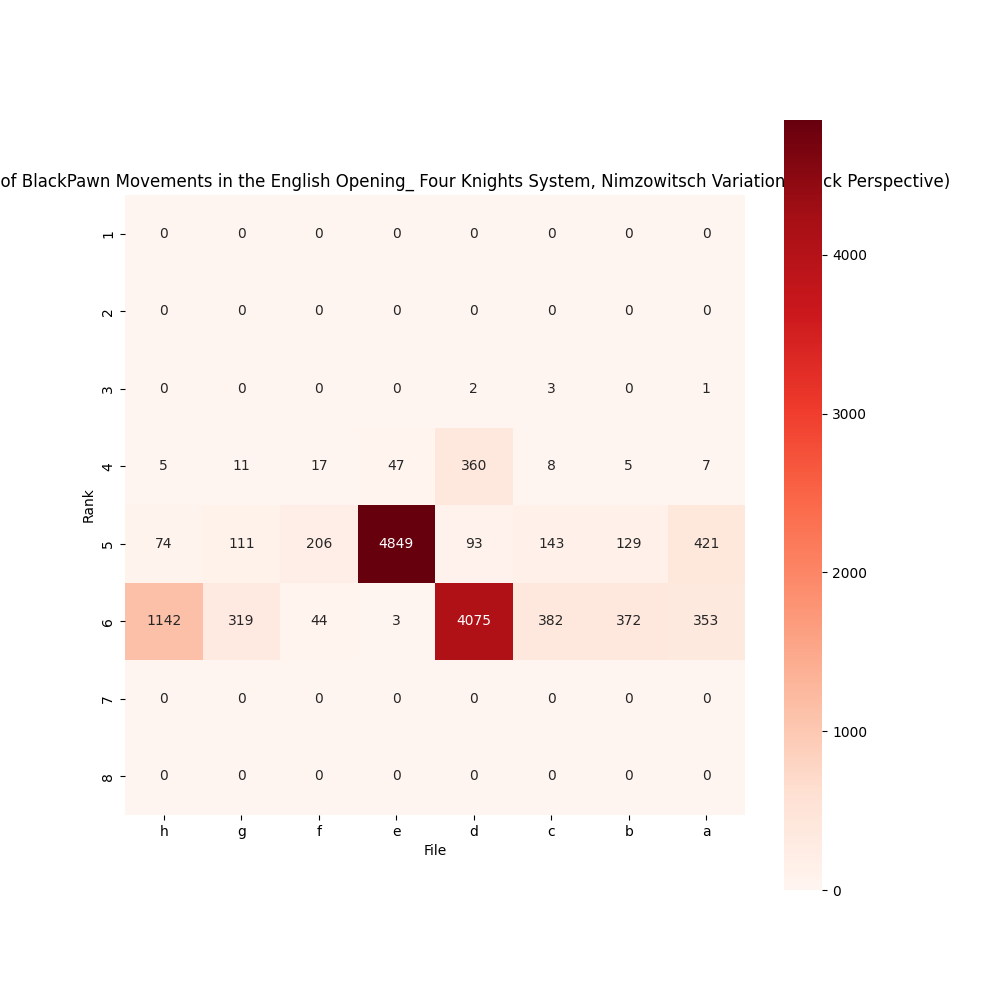 of BlackPawn Movements in the English Opening_ Four Knights System, Nimzowitsch Variation ck Perspective)
1 0 0 0 0 0 0 0 0
2 0 0 0 0 0 0 0 0
3 0 0 0 0 2 3 0 1
4 5 11 17 47 360 8 5 7
5 74 111 206 4849 93 143 129 421
6 1142 319 44 3 4075 382 372 353
7 0 0 0 0 0 0 0 0
8 0 0 0 0 0 0 0 0
h g f e d c b a
File
Rank
4000
3000
2000
1000
0